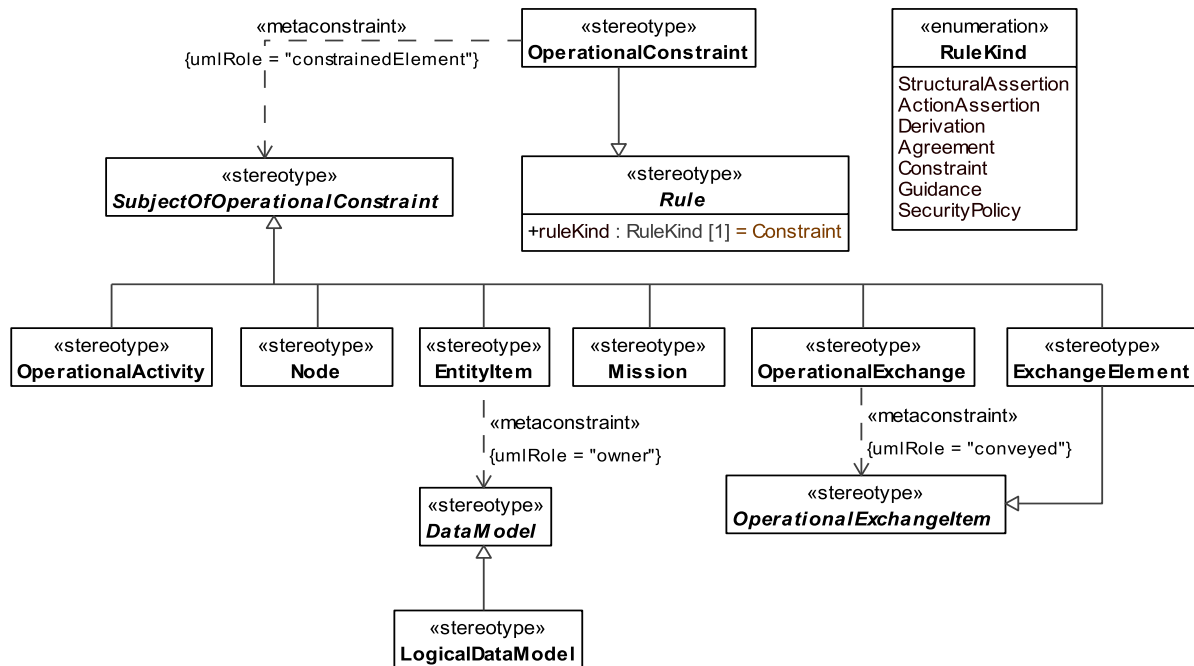 «metaconstraint»
{umlRole = "constrainedElement"}
«stereotype»
OperationalConstraint
«enumeration»
RuleKind
StructuralAssertion
ActionAssertion
Derivation
Agreement
Constraint
Guidance
SecurityPolicy
«stereotype»
SubjectOfOperationalConstraint
«stereotype»
Rule
+ruleKind : RuleKind [1] = Constraint
«stereotype»
OperationalActivity
«stereotype»
Node
«stereotype»
EntityItem
«stereotype»
Mission
«stereotype»
OperationalExchange
«stereotype»
ExchangeElement
«metaconstraint»
{umlRole = "owner"}
«metaconstraint»
{umlRole = "conveyed"}
«stereotype»
DataModel
«stereotype»
OperationalExchangeItem
«stereotype»
LogicalDataModel